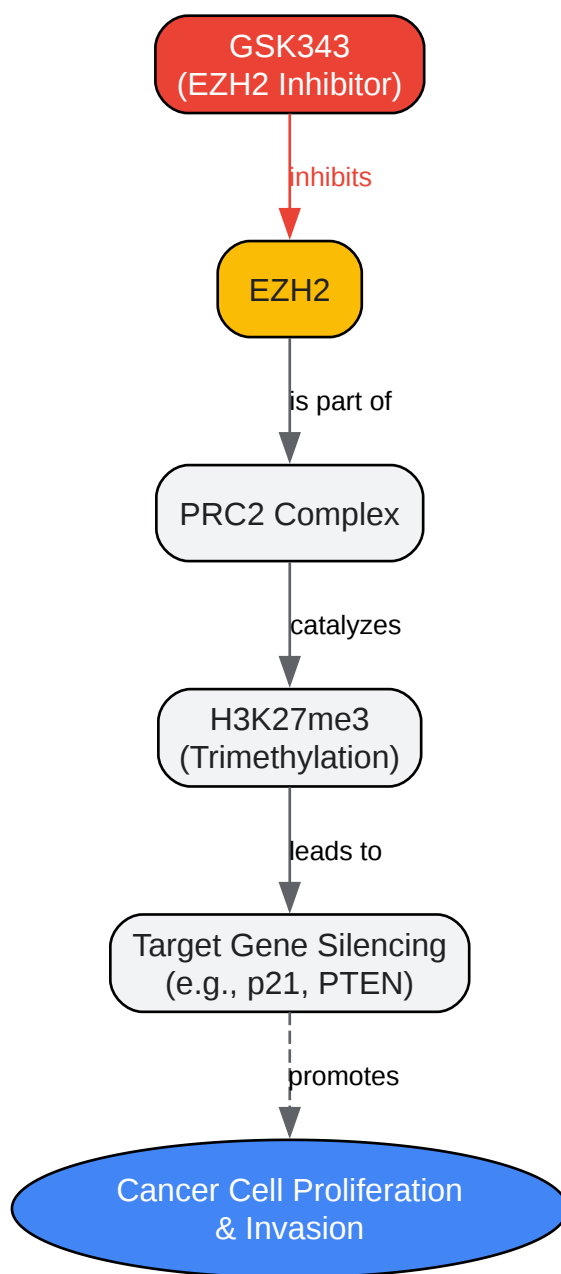 GSK343
(EZH2 Inhibitor)
inhibits
EZH2
is part of
PRC2 Complex
catalyzes
H3K27me3
(Trimethylation)
leads to
Target Gene Silencing
(e.g., p21, PTEN)
promotes
Cancer Cell Proliferation
& Invasion